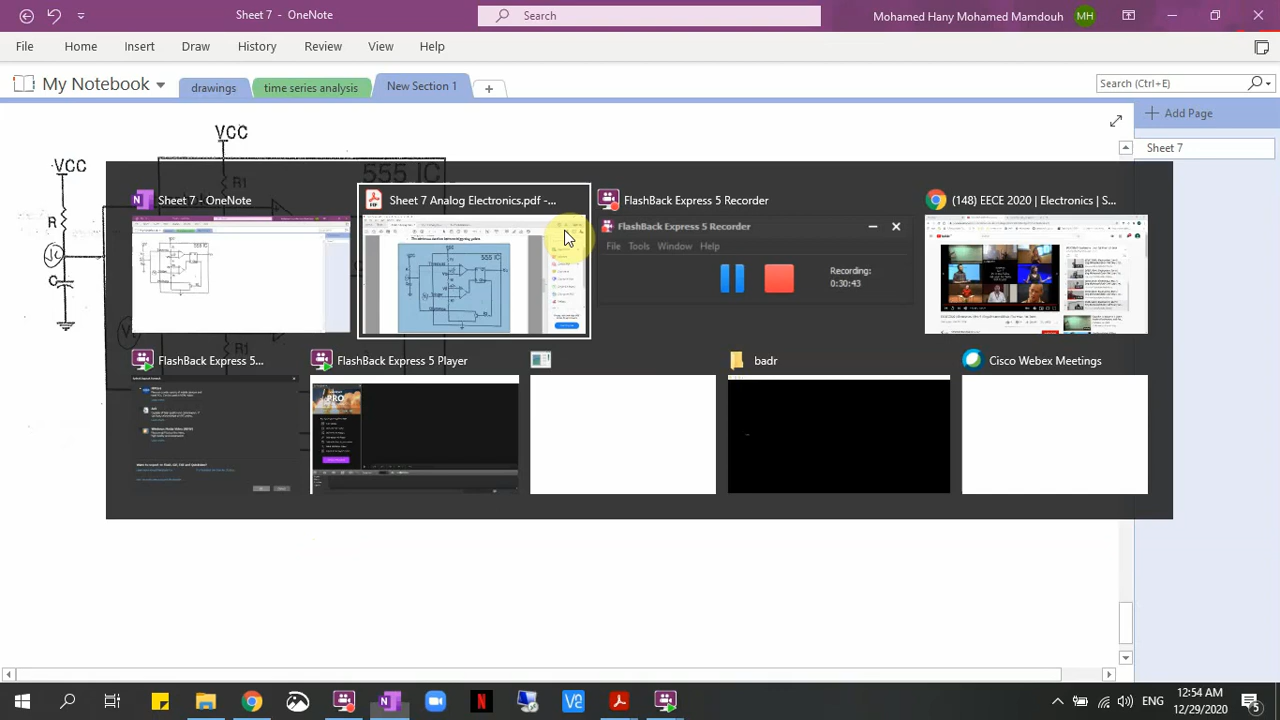 Sheet 7 - OneNote
Search
Mohamed Hany Mohamed Mamdouh
MH
File Home Insert Draw History Review View Help
My Notebook
drawings
time series analysis
New Section 1
Search (Ctrl+E)
Add Page
Sheet 7
VCC
VCC
R1
555 IC
R
C
Sheet 7 - OneNote
Sheet 7 Analog Electronics.pdf -...
FlashBack Express 5 Recorder
(148) EECE 2020 | Electronics | S...
FlashBack Express 5 Recorder
File Tools Window Help
Recording:
0:30:43
555 IC
FlashBack Express 5...
FlashBack Express 5 Player
badr
Cisco Webex Meetings
PRO
ENG
12:54 AM
12/29/2020
5